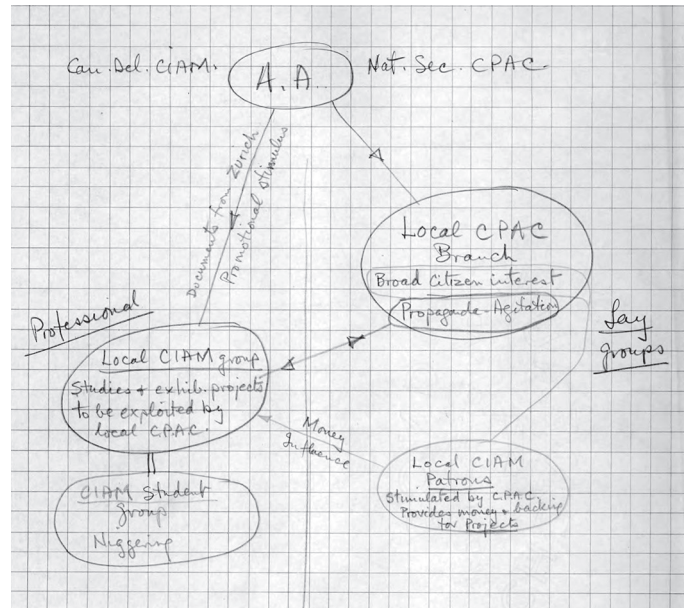 Can. Del. CIAM.
A. A.
Nat. Sec. CPAC.
Documents from Zurich
Promotional stimulus
Local CPAC
Branch
Broad Citizen interest
Propaganda-Agitation
Professional
Lay
groups
Local CIAM group
Studies + exhib. projects
to be exploited by
local CPAC.
Money
Influence
Local CIAM
Patrons
Stimulated by CPAC.
Provides money + backing
for Projects
CIAM Student
group
Niggering